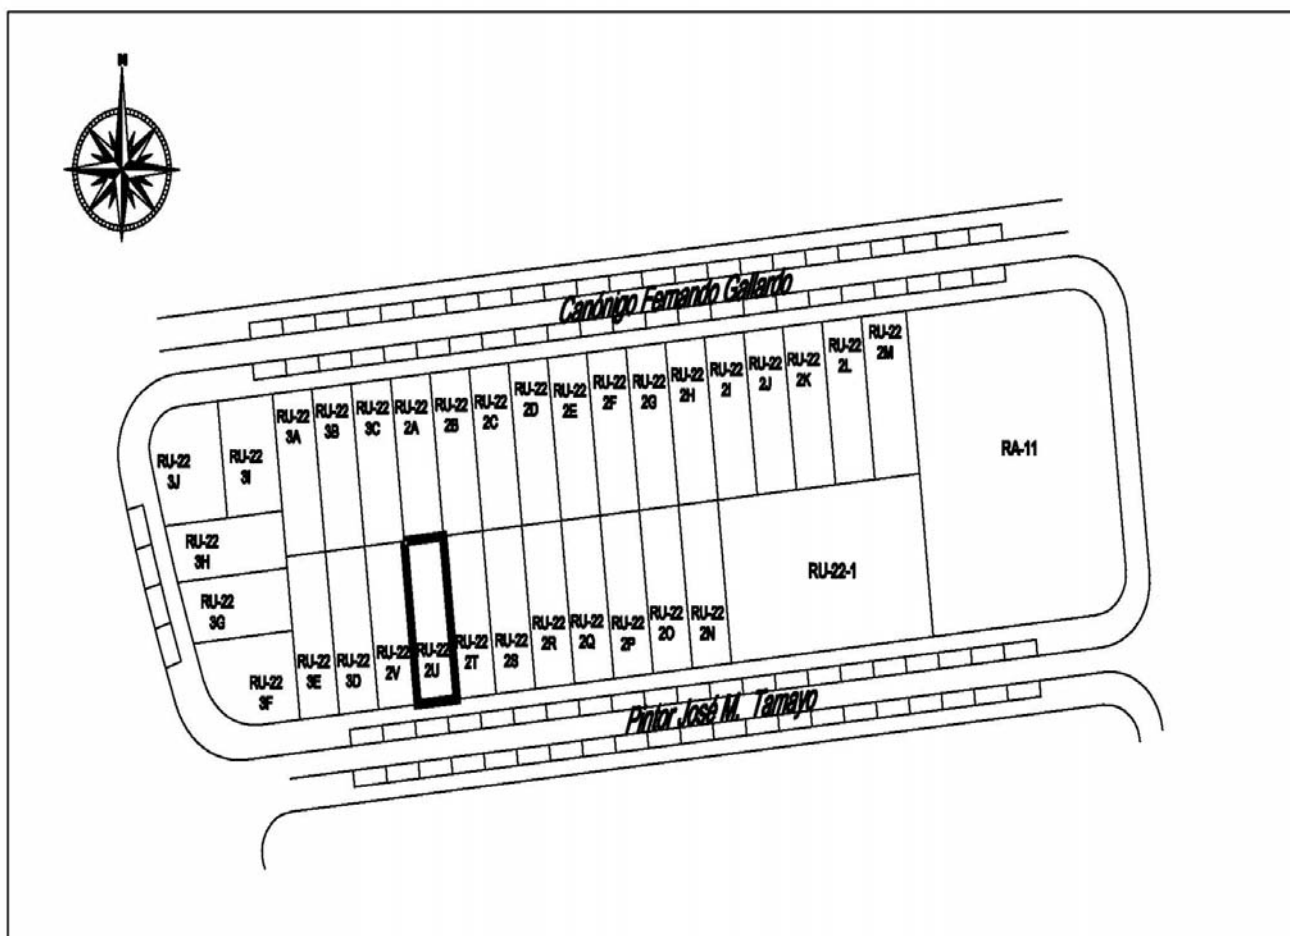 N
Canónigo Fernando Gallardo
RU-22
3J
RU-22
3I
RU-22
3A
RU-22
3B
RU-22
3C
RU-22
2A
RU-22
2B
RU-22
2C
RU-22
2D
RU-22
2E
RU-22
2F
RU-22
2G
RU-22
2H
RU-22
2I
RU-22
2J
RU-22
2K
RU-22
2L
RU-22
2M
RA-11
RU-22
3H
RU-22
3G
RU-22
3F
RU-22
3E
RU-22
3D
RU-22
2V
RU-22
2U
RU-22
2T
RU-22
2S
RU-22
2R
RU-22
2Q
RU-22
2P
RU-22
2O
RU-22
2N
RU-22-1
Pintor José M. Tamayo